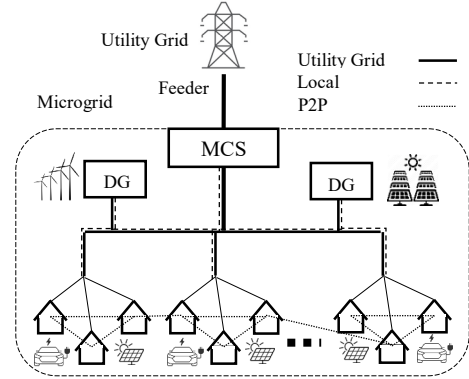 Utility Grid
Utility Grid
Local
P2P
Feeder
Microgrid
MCS
DG
DG